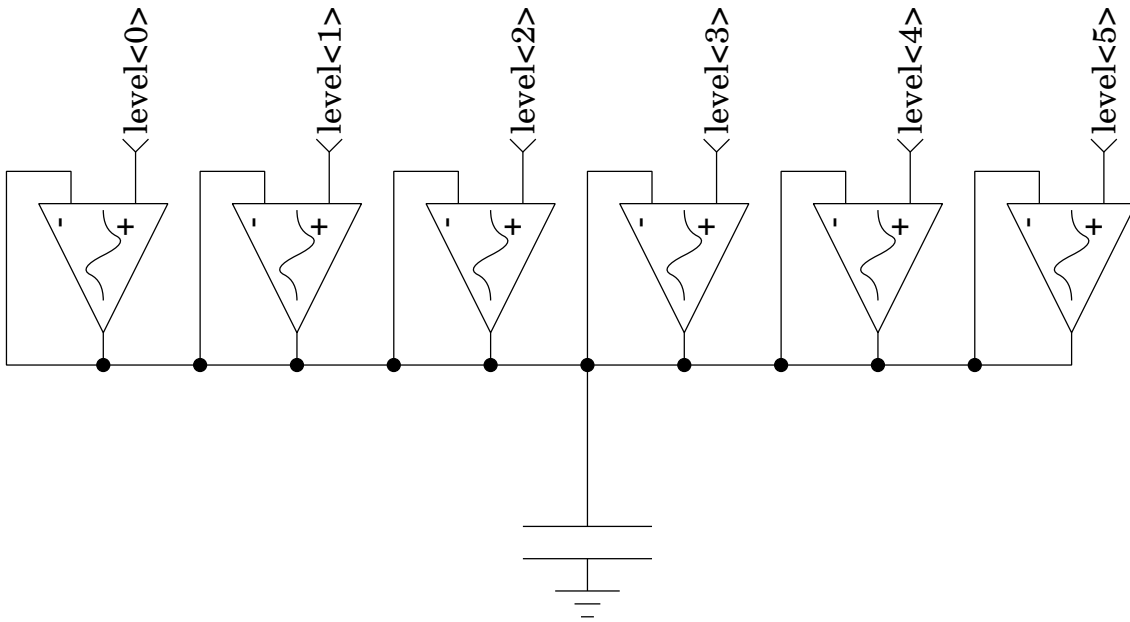 level<0>
level<1>
level<2>
level<3>
level<4>
level<5>
- +
- +
- +
- +
- +
- +